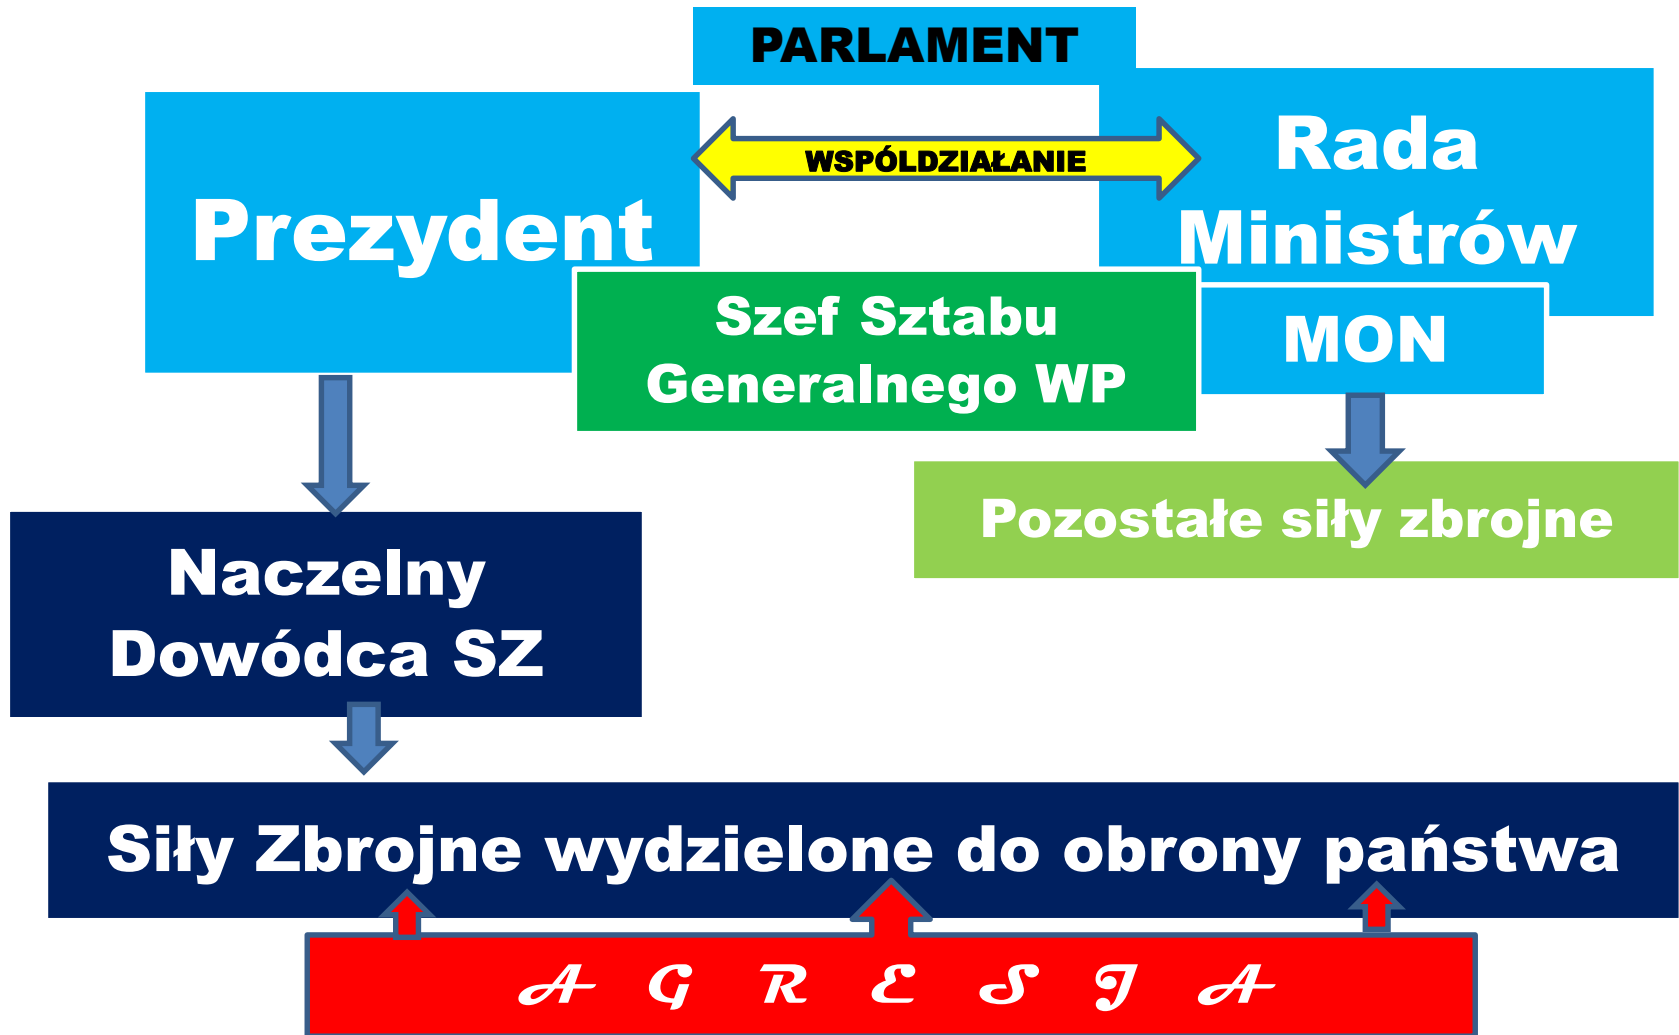 PARLAMENT
WSPÓŁDZIAŁANIE
Prezydent
Rada
Ministrów
Szef Sztabu
Generalnego WP
MON
Pozostałe siły zbrojne
Naczelny
Dowódca SZ
Siły Zbrojne wydzielone do obrony państwa
A G R E S J A